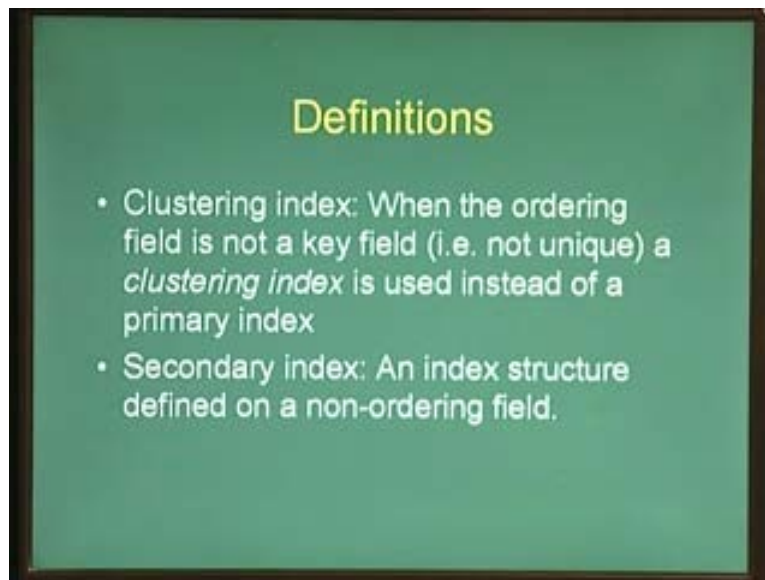 Definitions
• Clustering index: When the ordering
field is not a key field (i.e. not unique) a
clustering index is used instead of a
primary index
• Secondary index: An index structure
defined on a non-ordering field.